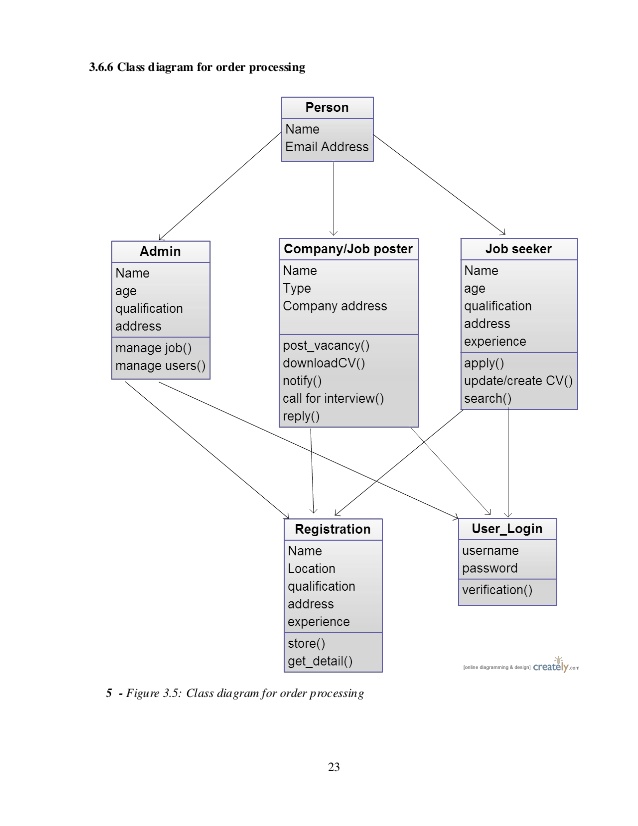 3.6.6 Class diagram for order processing
Person
Name
Email Address
Admin
Name
age
qualification
address
manage job()
manage users()
Company/Job poster
Name
Type
Company address
post_vacancy()
downloadCV()
notify()
call for interview()
reply()
Job seeker
Name
age
qualification
address
experience
apply()
update/create CV()
search()
Registration
Name
Location
qualification
address
experience
store()
get_detail()
User_Login
username
password
verification()
[online diagramming & design] creately.com
5 - Figure 3.5: Class diagram for order processing
23